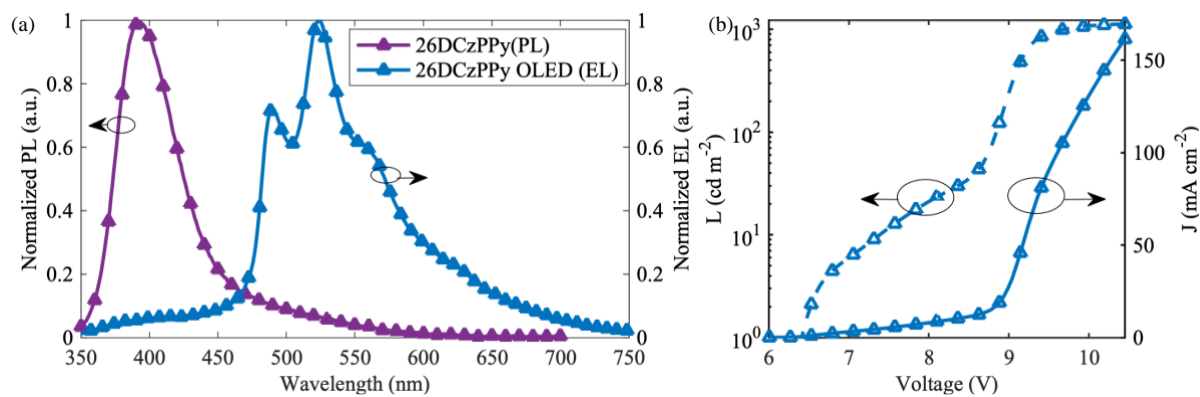 (a)
Normalized PL (a.u.)
1
0.8
0.6
0.4
0.2
0
26DCzPPy(PL)
26DCzPPy OLED (EL)
1
0.8
0.6
0.4
0.2
0
Normalized EL (a.u.)
350 400 450 500 550 600 650 700 750
Wavelength (nm)
(b)
L (cd m⁻²)
10³
10²
10¹
10⁰
150
100
50
0
J (mA cm⁻²)
6 7 8 9 10
Voltage (V)